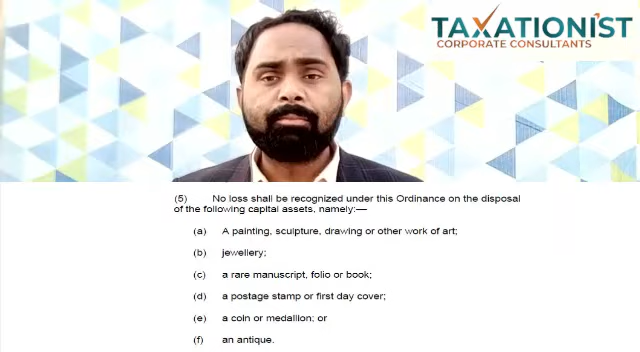 TAXATIONIST
CORPORATE CONSULTANTS
(5) No loss shall be recognized under this Ordinance on the disposal
of the following capital assets, namely:—
(a) A painting, sculpture, drawing or other work of art;
(b) jewellery;
(c) a rare manuscript, folio or book;
(d) a postage stamp or first day cover;
(e) a coin or medallion; or
(f) an antique.